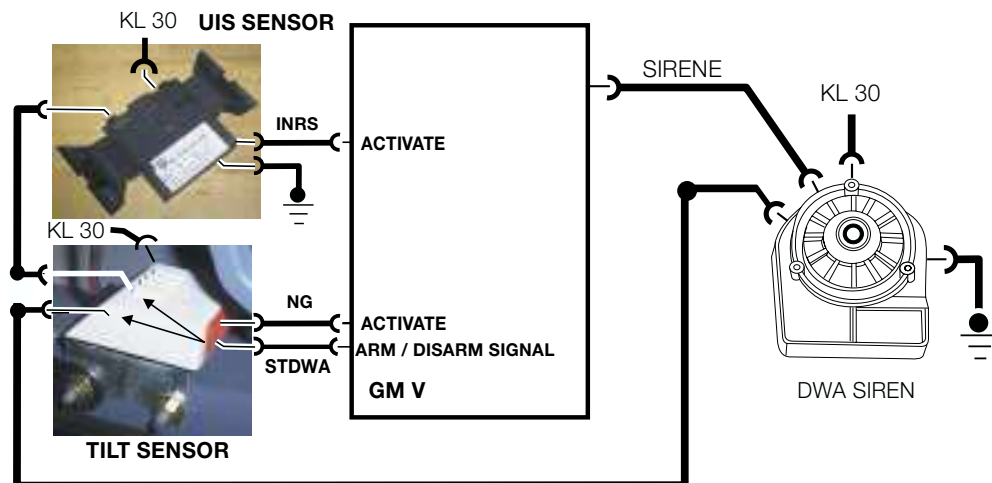 KL 30
UIS SENSOR
SIRENE
KL 30
INRS
ACTIVATE
KL 30
NG
ACTIVATE
ARM / DISARM SIGNAL
STDWA
GM V
DWA SIREN
TILT SENSOR